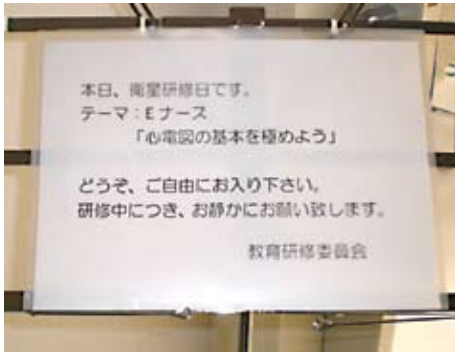 本日、衛星研修日です。
テーマ：Eナース
「心電図の基本を極めよう」
どうぞ、ご自由にお入り下さい。
研修中につき、お静かにお願い致します。
教育研修委員会